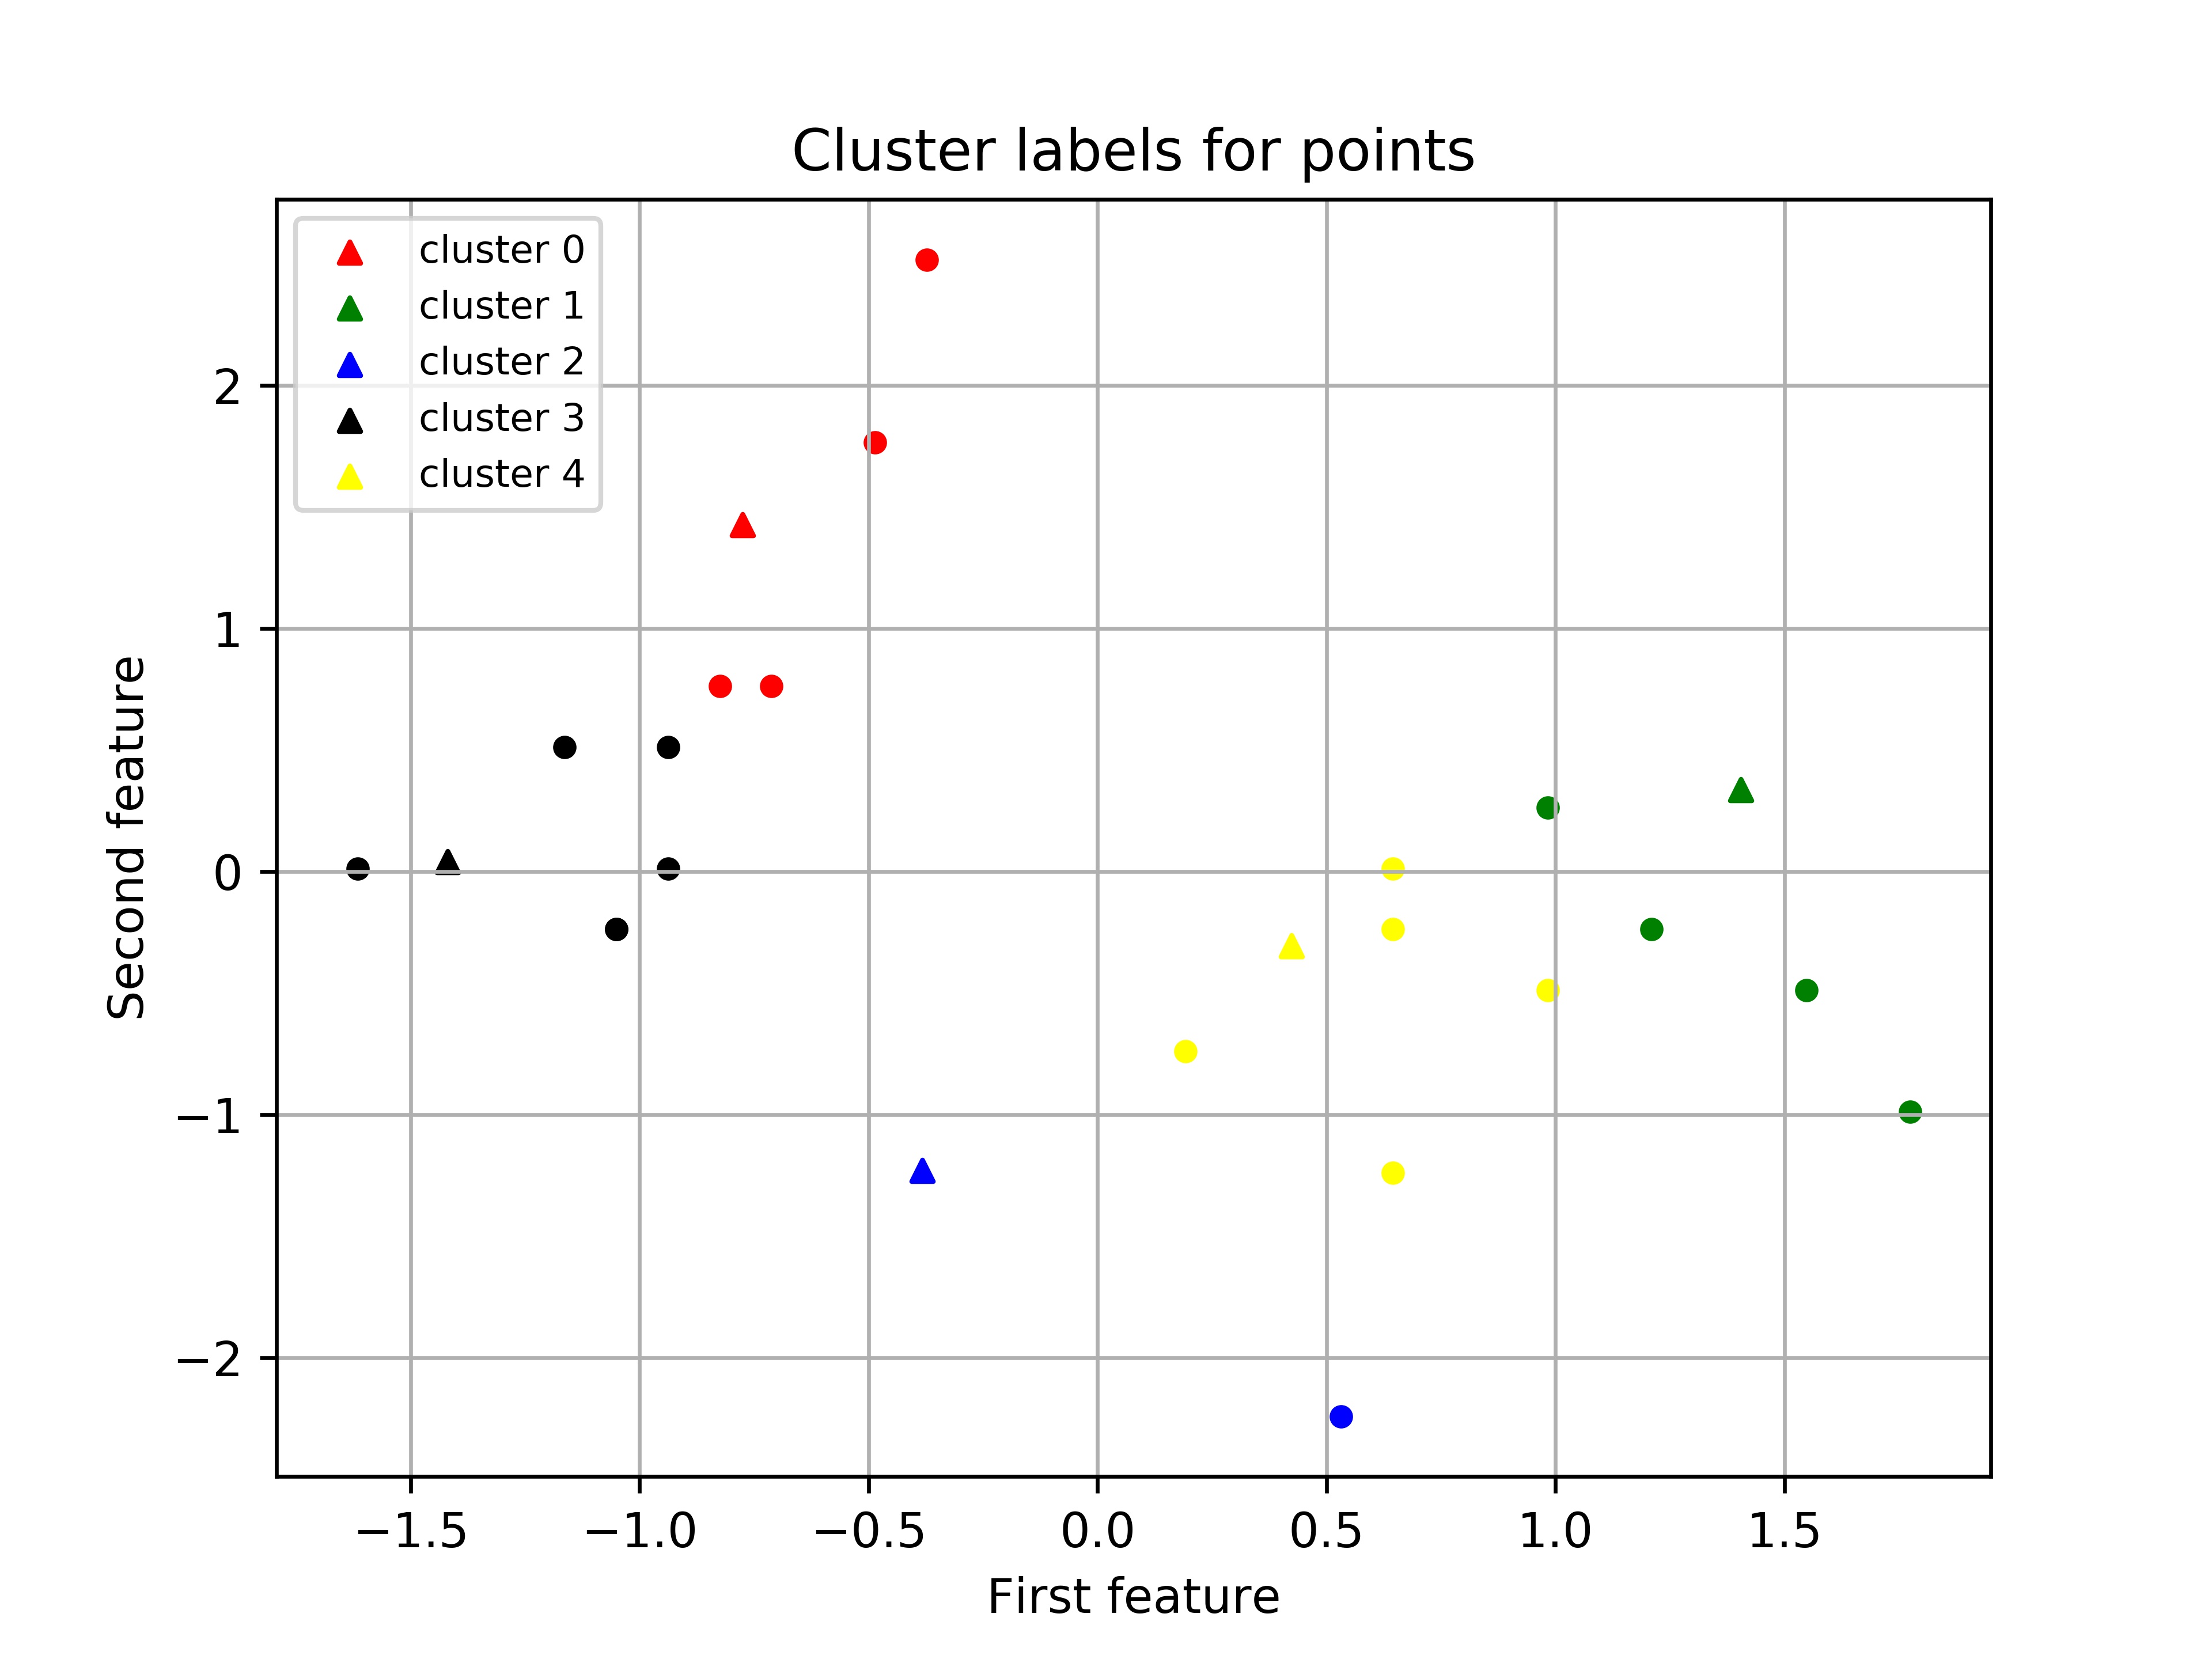 Cluster labels for points
cluster 0
cluster 1
cluster 2
cluster 3
cluster 4
2
1
0
−1
−2
Second feature
−1.5 −1.0 −0.5 0.0 0.5 1.0 1.5
First feature